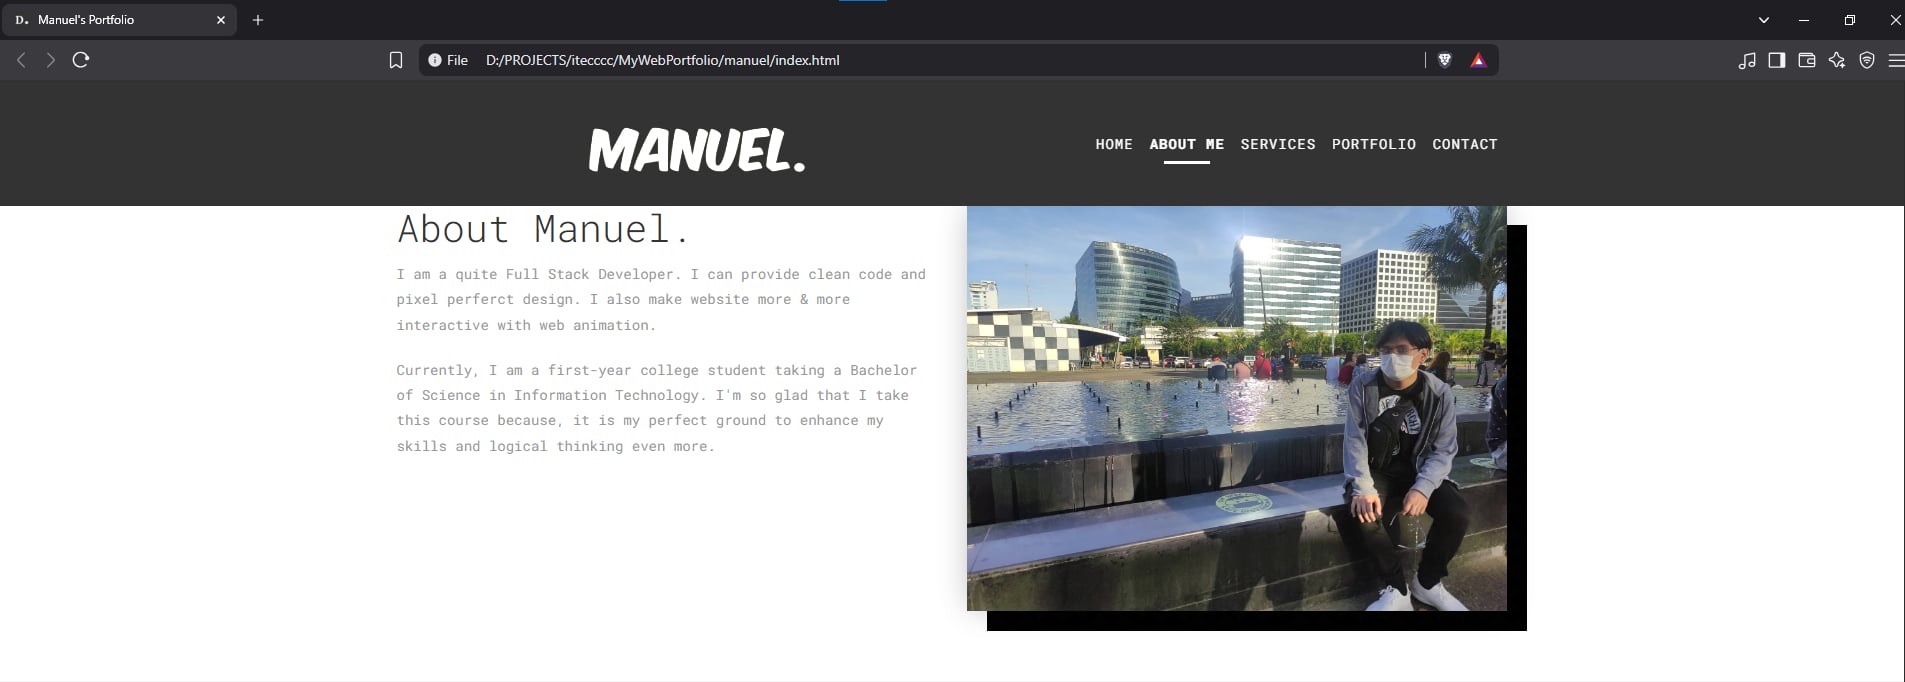 D. Manuel's Portfolio
File D:/PROJECTS/itecccc/MyWebPortfolio/manuel/index.html
MANUEL.
HOME ABOUT ME SERVICES PORTFOLIO CONTACT
About Manuel.
I am a quite Full Stack Developer. I can provide clean code and
pixel perferct design. I also make website more & more
interactive with web animation.
Currently, I am a first-year college student taking a Bachelor
of Science in Information Technology. I'm so glad that I take
this course because, it is my perfect ground to enhance my
skills and logical thinking even more.